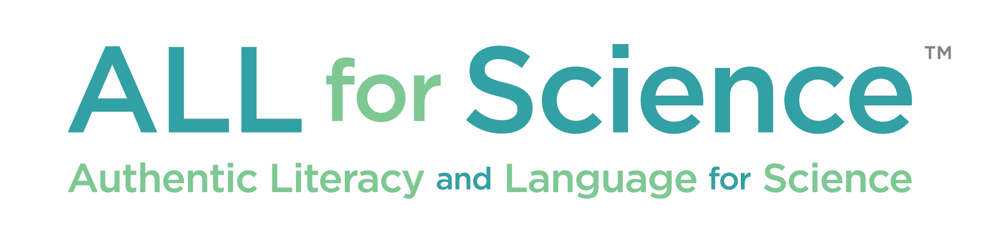 ALL for Science™
Authentic Literacy and Language for Science